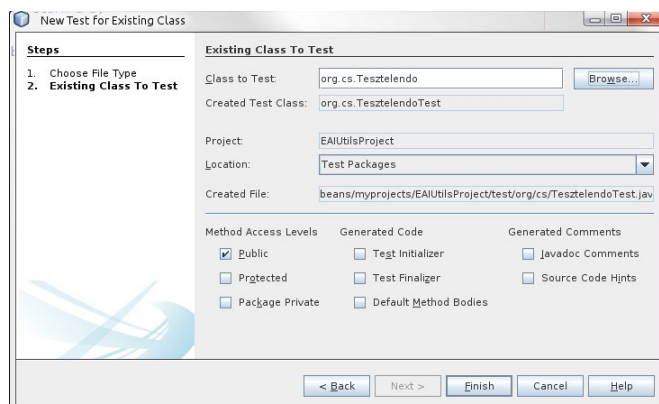 New Test for Existing Class
Steps
1. Choose File Type
2. Existing Class To Test
Existing Class To Test
Class to Test: org.cs.Tesztelendo Browse...
Created Test Class: org.cs.TesztelendoTest
Project: EAIUtilsProject
Location: Test Packages
Created File: beans/myprojects/EAIUtilsProject/test/org/cs/TesztelendoTest.jav
Method Access Levels Generated Code Generated Comments
Public Test Initializer Javadoc Comments
Protected Test Finalizer Source Code Hints
Package Private Default Method Bodies
< Back Next > Finish Cancel Help